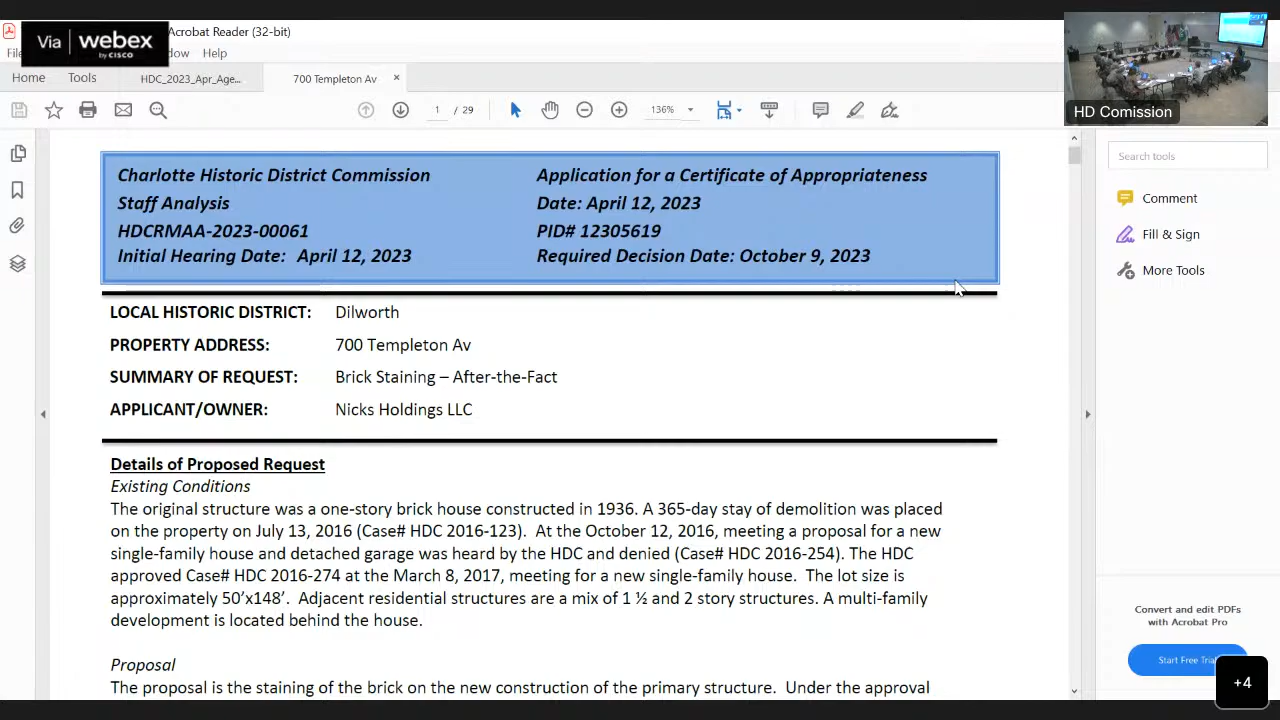 Via | webex
by CISCO
Acrobat Reader (32-bit)
Help
Home Tools HDC_2023_Apr_Age... 700 Templeton Av ×
1 / 29 136%
HD Comission
Search tools
Comment
Fill & Sign
More Tools
Convert and edit PDFs
with Acrobat Pro
Start Free Trial
+4
Charlotte Historic District Commission Application for a Certificate of Appropriateness
Staff Analysis Date: April 12, 2023
HDCRMAA-2023-00061 PID# 12305619
Initial Hearing Date: April 12, 2023 Required Decision Date: October 9, 2023
LOCAL HISTORIC DISTRICT: Dilworth
PROPERTY ADDRESS: 700 Templeton Av
SUMMARY OF REQUEST: Brick Staining – After-the-Fact
APPLICANT/OWNER: Nicks Holdings LLC
Details of Proposed Request
Existing Conditions
The original structure was a one-story brick house constructed in 1936. A 365-day stay of demolition was placed
on the property on July 13, 2016 (Case# HDC 2016-123). At the October 12, 2016, meeting a proposal for a new
single-family house and detached garage was heard by the HDC and denied (Case# HDC 2016-254). The HDC
approved Case# HDC 2016-274 at the March 8, 2017, meeting for a new single-family house. The lot size is
approximately 50’x148’. Adjacent residential structures are a mix of 1 ½ and 2 story structures. A multi-family
development is located behind the house.
Proposal
The proposal is the staining of the brick on the new construction of the primary structure. Under the approval